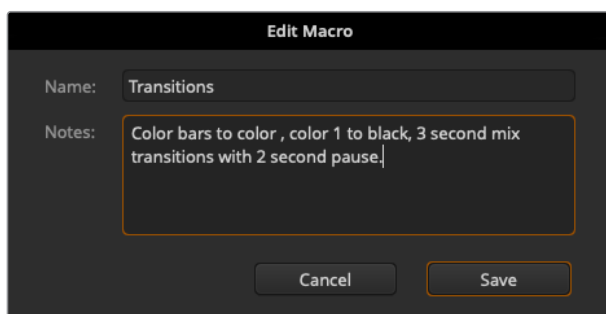 Edit Macro
Name: Transitions
Notes: Color bars to color , color 1 to black, 3 second mix
transitions with 2 second pause.
Cancel Save